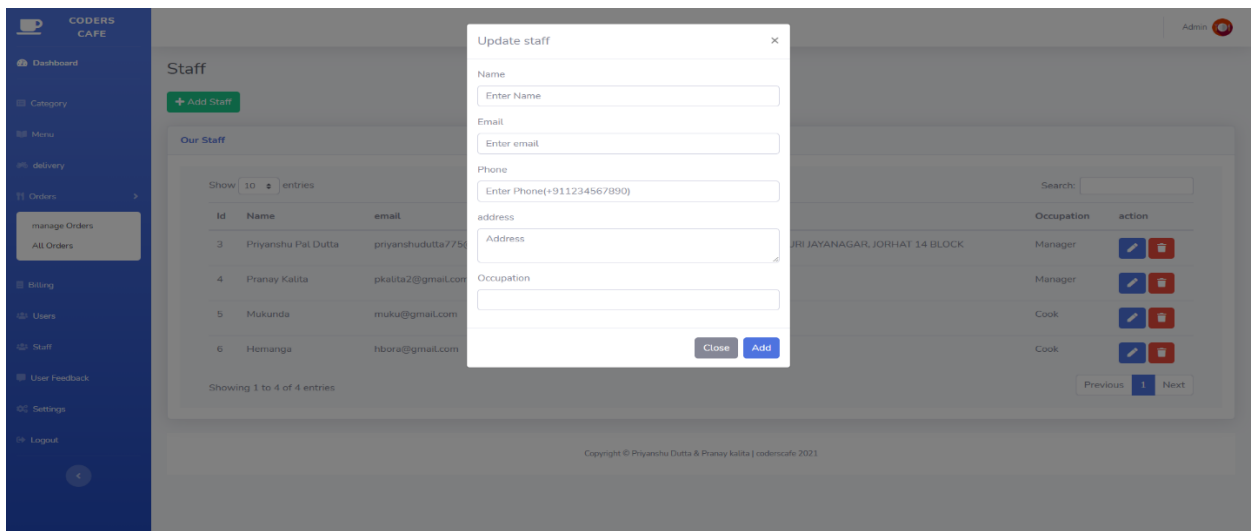 CODERS
CAFE
Dashboard
Category
Menu
delivery
Orders
manage Orders
All Orders
Billing
Users
Staff
User Feedback
Settings
Logout
Admin
Staff
+ Add Staff
Our Staff
Show 10 entries
Search:
Id Name email Occupation action
3 Priyanshu Pal Dutta priyanshudutta775 JAYANAGAR, JORHAT 14 BLOCK Manager
4 Pranay Kalita pkalita2@gmail.com Manager
5 Mukunda muku@gmail.com Cook
6 Hemanga hbora@gmail.com Cook
Showing 1 to 4 of 4 entries
Previous 1 Next
Copyright © Priyanshu Dutta & Pranay kalita | coderscafe 2021
Update staff ×
Name
Enter Name
Email
Enter email
Phone
Enter Phone(+911234567890)
address
Address
Occupation
Close Add